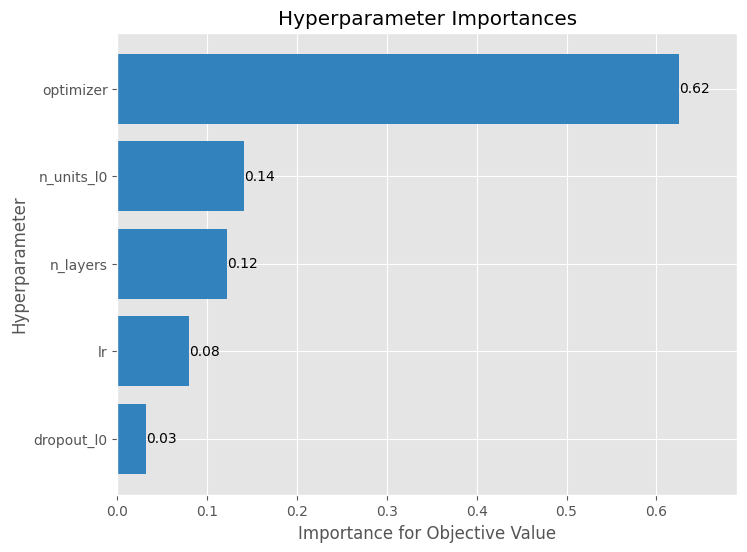 Hyperparameter Importances
Hyperparameter
optimizer
0.62
n_units_l0
0.14
n_layers
0.12
lr
0.08
dropout_l0
0.03
0.0 0.1 0.2 0.3 0.4 0.5 0.6
Importance for Objective Value